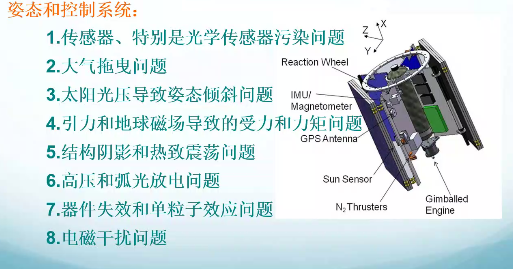 姿态和控制系统:
1.传感器、特别是光学传感器污染问题
2.大气拖曳问题
3.太阳光压导致姿态倾斜问题
4.引力和地球磁场导致的受力和力矩问题
5.结构阴影和热致震荡问题
6.高压和弧光放电问题
7.器件失效和单粒子效应问题
8.电磁干扰问题
X
Z
Y
Reaction Wheel
IMU/
Magnetometer
GPS Antenna
Sun Sensor
N2 Thrusters
Gimballed
Engine